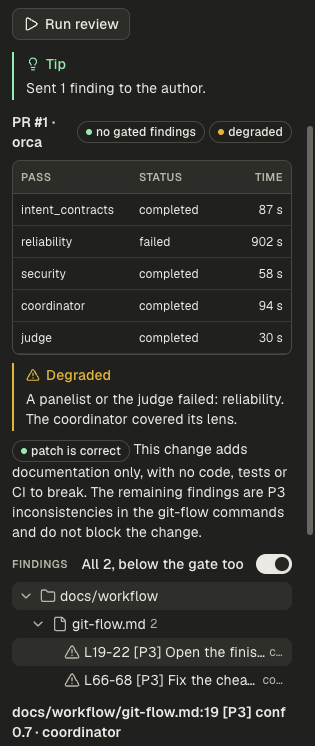 Run review
Tip
Sent 1 finding to the author.
PR #1 ·
orca
no gated findings
degraded
PASS STATUS TIME
intent_contracts completed 87 s
reliability failed 902 s
security completed 58 s
coordinator completed 94 s
judge completed 30 s
Degraded
A panelist or the judge failed: reliability.
The coordinator covered its lens.
patch is correct This change adds
documentation only, with no code, tests or
CI to break. The remaining findings are P3
inconsistencies in the git-flow commands
and do not block the change.
FINDINGS All 2, below the gate too
docs/workflow
git-flow.md 2
L19-22 [P3] Open the finis... c...
L66-68 [P3] Fix the chea... co...
docs/workflow/git-flow.md:19 [P3] conf
0.7 · coordinator